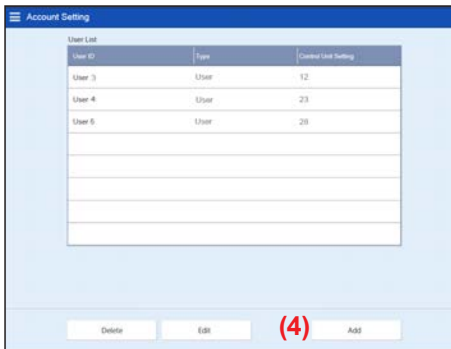 Account Setting
User List
User ID Type Control Unit Setting
User 3 User 12
User 4 User 23
User 5 User 28
Delete Edit (4) Add